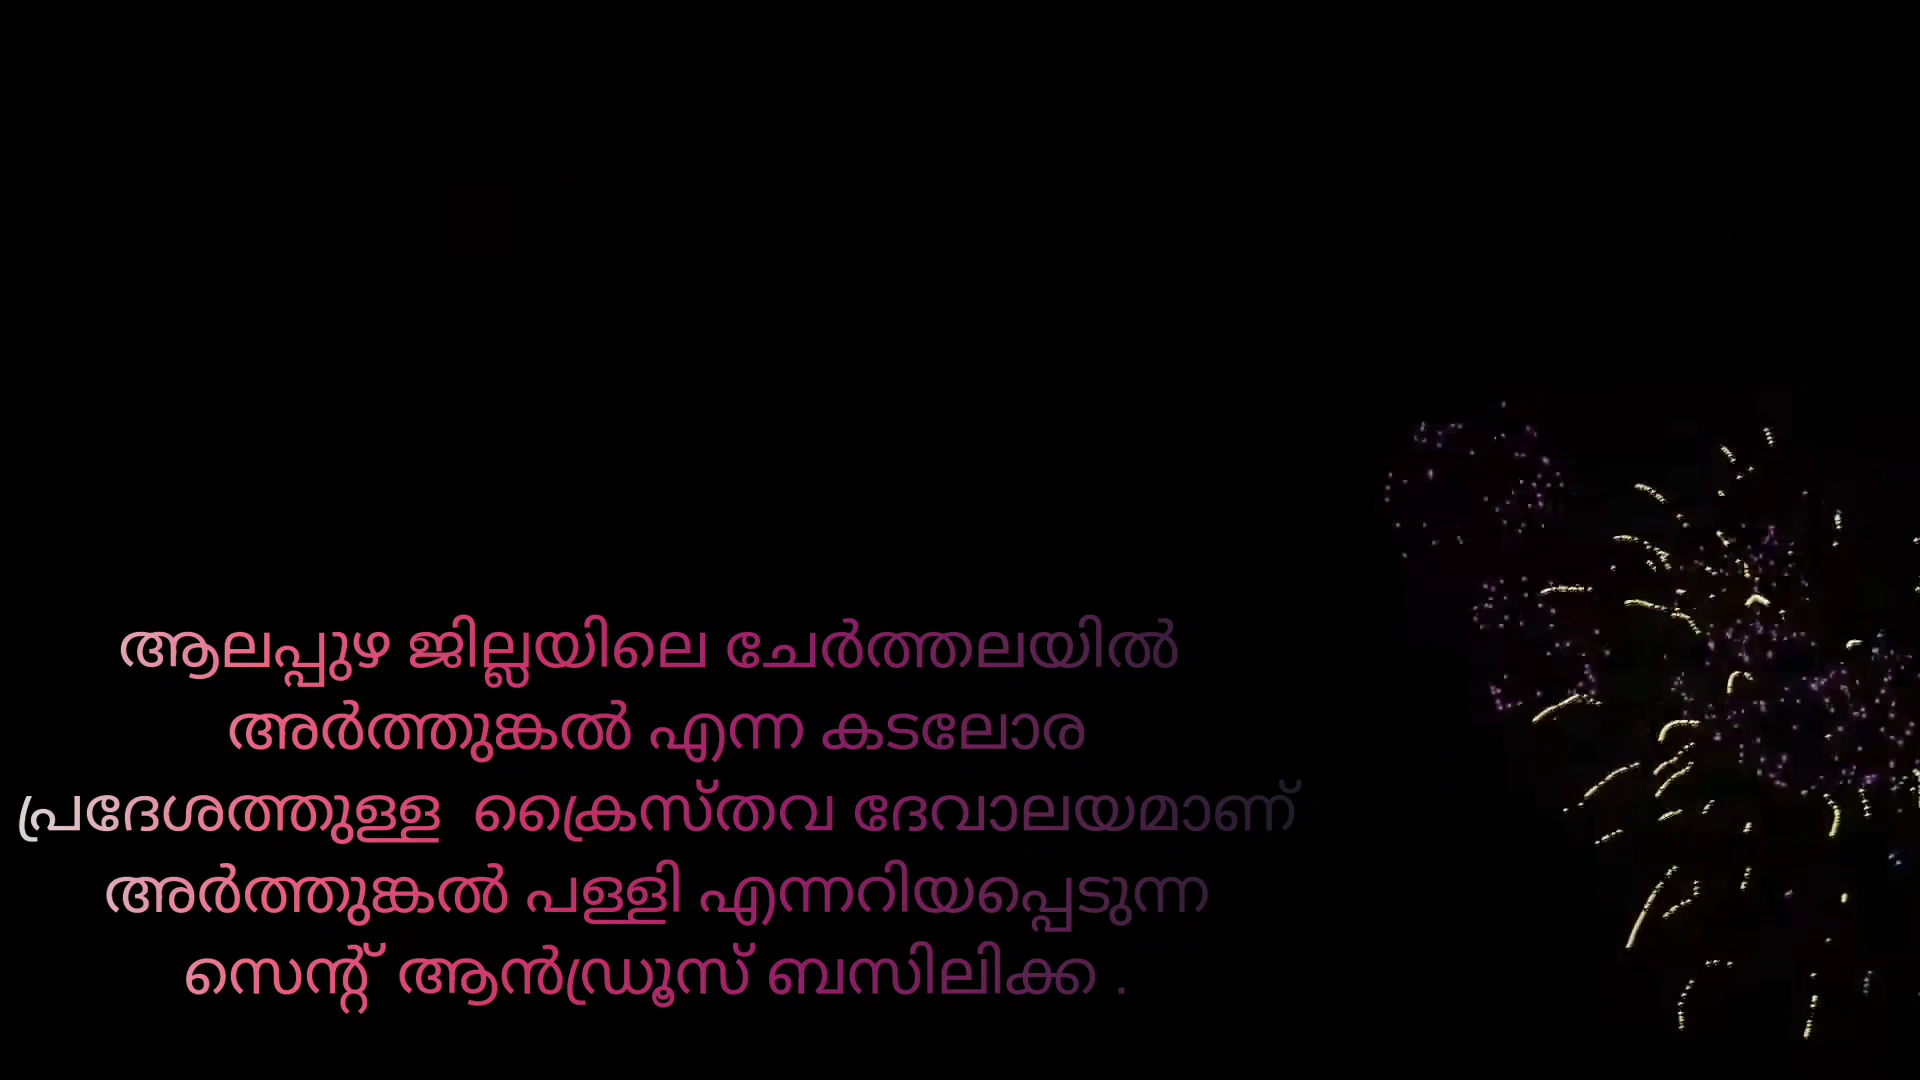 ആലപ്പുഴ ജില്ലയിലെ ചേർത്തലയിൽ
അർത്തുങ്കൽ എന്ന കടലോര
പ്രദേശത്തുള്ള  ക്രൈസ്തവ ദേവാലയമാണ്
അർത്തുങ്കൽ പള്ളി എന്നറിയപ്പെടുന്ന
സെന്റ് ആൻഡ്രൂസ് ബസിലിക്ക .